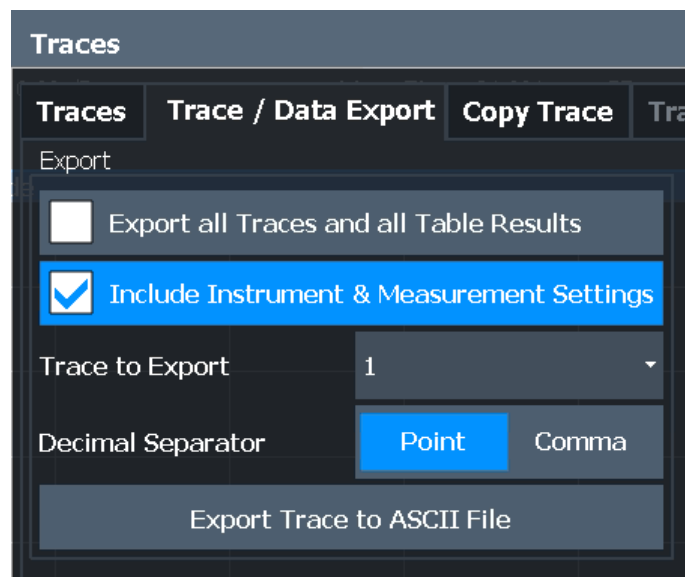 Traces
Traces Trace / Data Export Copy Trace Tra
Export
Export all Traces and all Table Results
Include Instrument & Measurement Settings
Trace to Export 1
Decimal Separator Point Comma
Export Trace to ASCII File